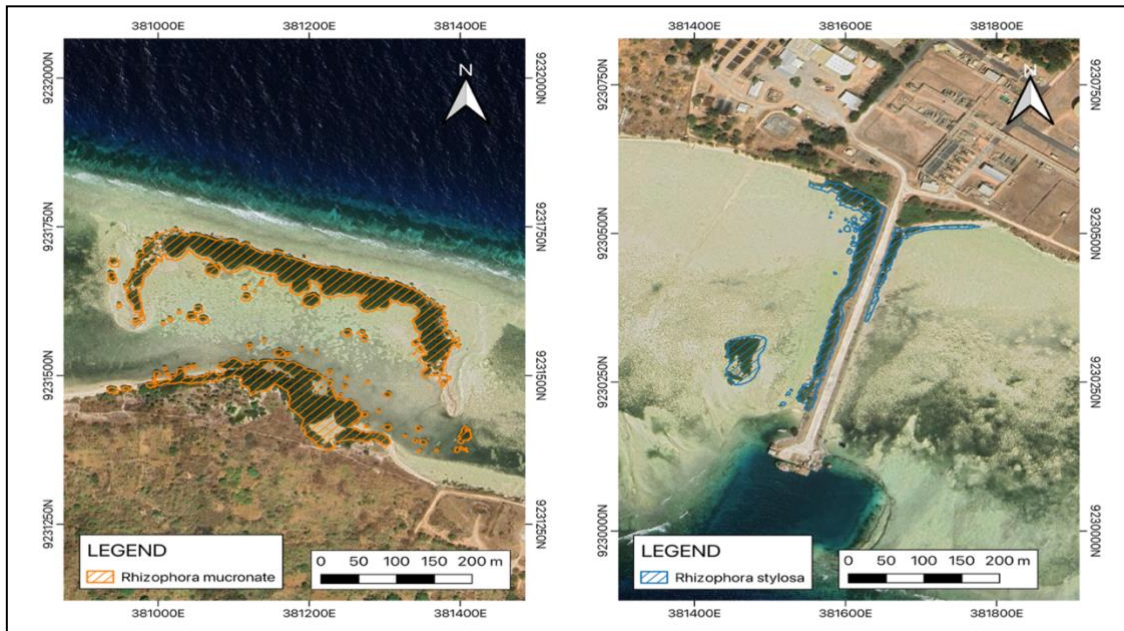 381000E 381200E 381400E
N
9232000N 9232000N
9231750N 9231750N
9231500N 9231500N
9231250N 9231250N
LEGEND
Rhizophora mucronate
0 50 100 150 200 m
381000E 381200E 381400E
381400E 381600E 381800E
N
9230750N 9230750N
9230500N 9230500N
9230250N 9230250N
9230000N 9230000N
LEGEND
Rhizophora stylosa
0 50 100 150 200 m
381400E 381600E 381800E